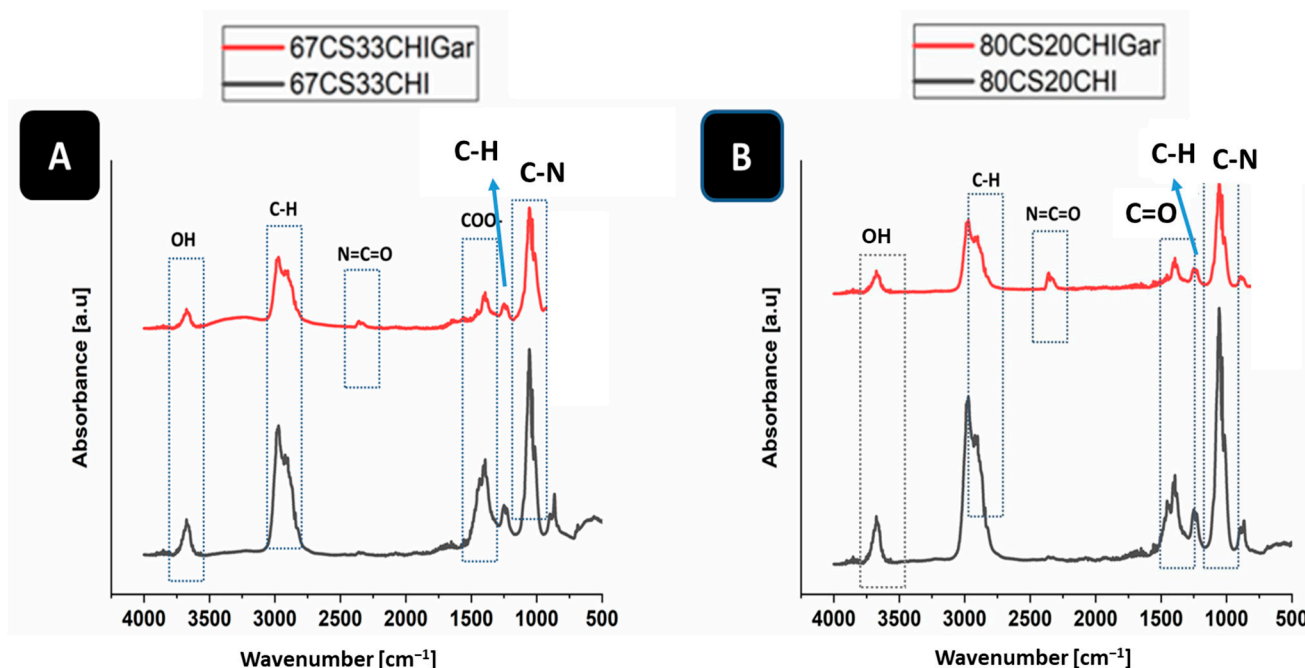 67CS33CHIGar
67CS33CHI
A
C-H
C-N
C-H
COO-
OH
N=C=O
Absorbance [a.u]
4000 3500 3000 2500 2000 1500 1000 500
Wavenumber [cm⁻¹]
80CS20CHIGar
80CS20CHI
B
C-H
C-N
C-H
C=O
N=C=O
OH
Absorbance [a.u]
4000 3500 3000 2500 2000 1500 1000 500
Wavenumber [cm⁻¹]